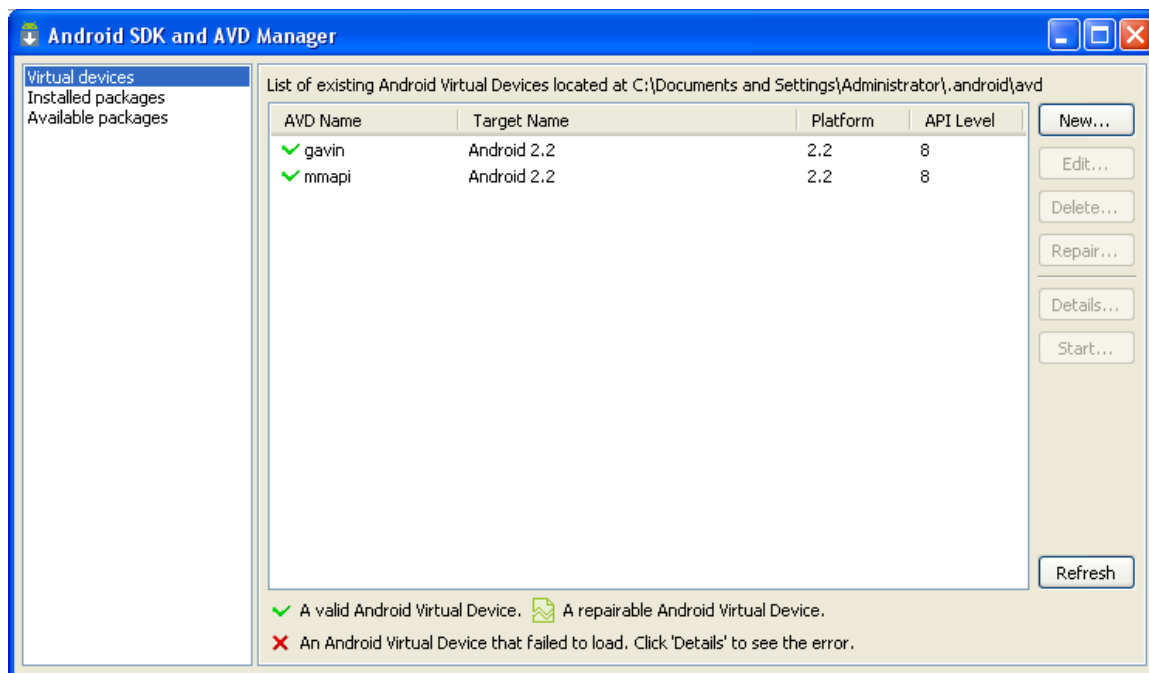 Android SDK and AVD Manager
Virtual devices
Installed packages
Available packages
List of existing Android Virtual Devices located at C:\Documents and Settings\Administrator\.android\avd
AVD Name Target Name Platform API Level
gavin Android 2.2 2.2 8
mmapi Android 2.2 2.2 8
New...
Edit...
Delete...
Repair...
Details...
Start...
Refresh
A valid Android Virtual Device. A repairable Android Virtual Device.
An Android Virtual Device that failed to load. Click 'Details' to see the error.